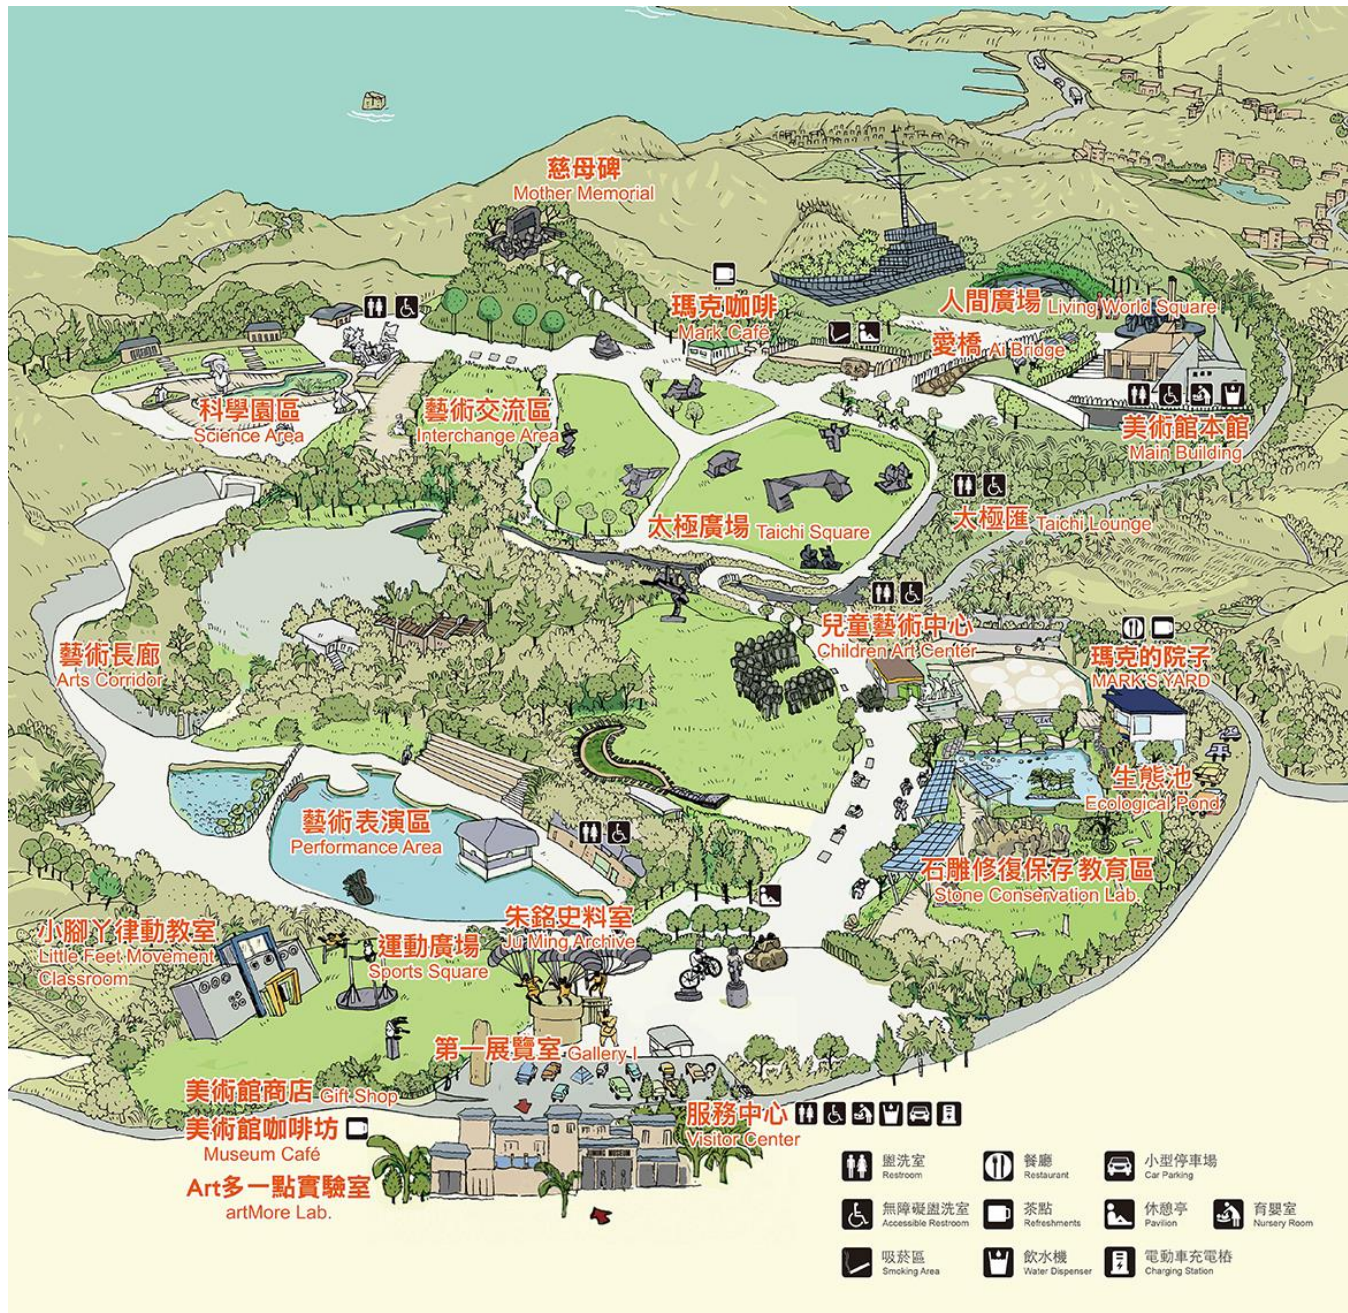 慈母碑
Mother Memorial
瑪克咖啡
Mark Café
人間廣場 Living World Square
愛橋 Ai Bridge
科學園區
Science Area
藝術交流區
Interchange Area
美術館本館
Main Building
太極廣場 Taichi Square
太極匯 Taichi Lounge
兒童藝術中心
Children Art Center
藝術長廊
Arts Corridor
瑪克的院子
MARK'S YARD
生態池
Ecological Pond
藝術表演區
Performance Area
石雕修復保存教育區
Stone Conservation Lab.
小腳丫律動教室
Little Feet Movement
Classroom
運動廣場
Sports Square
朱銘史料室
Ju Ming Archive
第一展覽室 Gallery I
美術館商店 Gift Shop
美術館咖啡坊
Museum Café
Art多一點實驗室
artMore Lab.
服務中心
Visitor Center
盥洗室
Restroom
餐廳
Restaurant
小型停車場
Car Parking
無障礙盥洗室
Accessible Restroom
茶點
Refreshments
休憩亭
Pavilion
育嬰室
Nursery Room
吸菸區
Smoking Area
飲水機
Water Dispenser
電動車充電樁
Charging Station